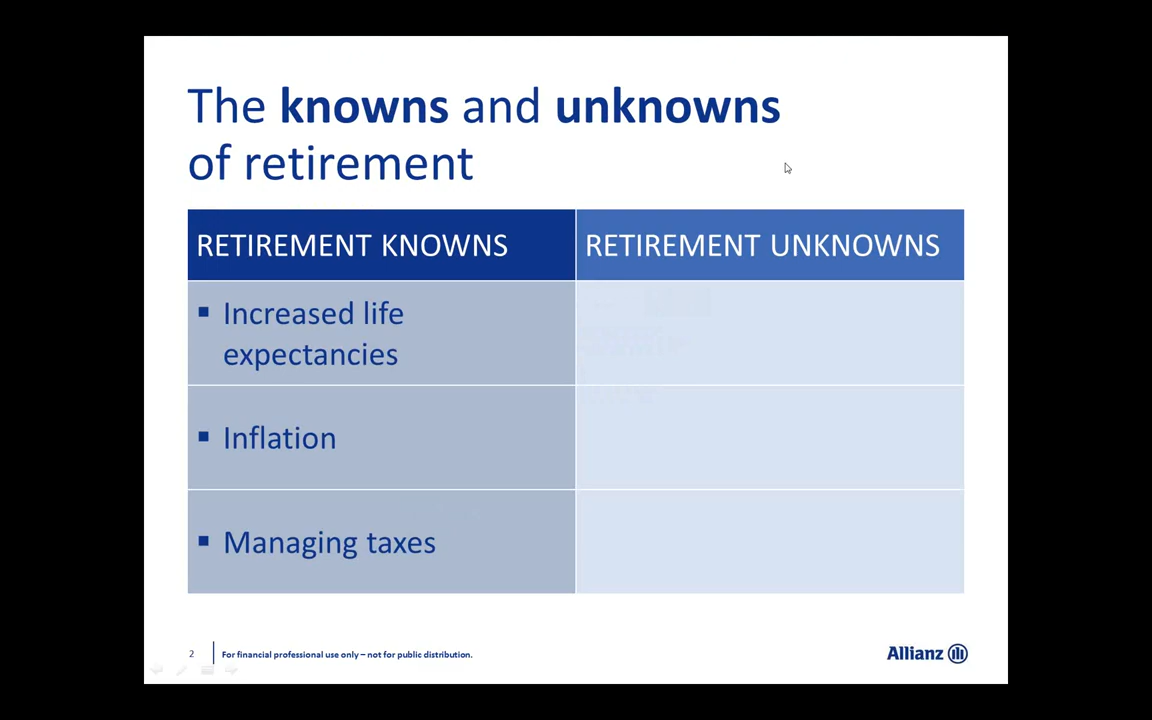 The knowns and unknowns
of retirement
RETIREMENT KNOWNS
RETIREMENT UNKNOWNS
▪ Increased life
expectancies
▪ Inflation
▪ Managing taxes
2
For financial professional use only – not for public distribution.
Allianz